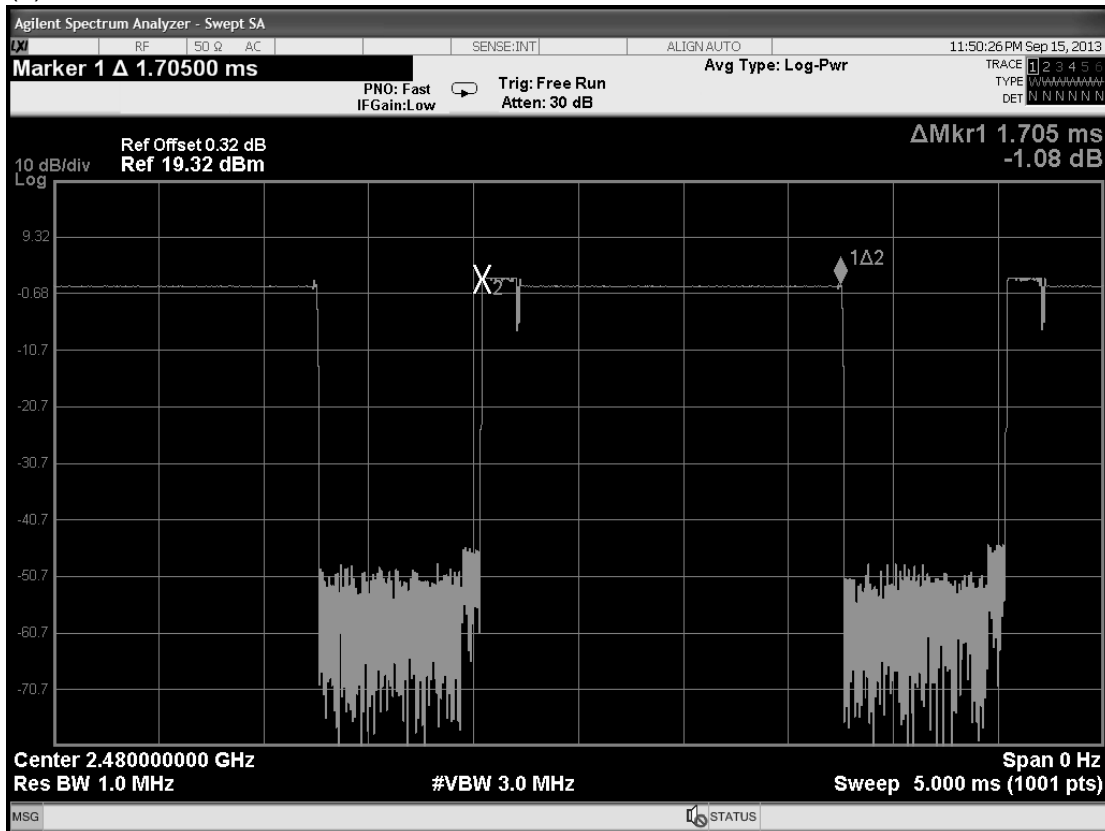 Agilent Spectrum Analyzer - Swept SA
LXI RF 50 Ω AC SENSE:INT ALIGN AUTO 11:50:26 PM Sep 15, 2013
Marker 1 Δ 1.70500 ms
PNO: Fast
IFGain:Low
Trig: Free Run
Atten: 30 dB
Avg Type: Log-Pwr
TRACE 1 2 3 4 5 6
TYPE
DET N N N N N N
ΔMkr1 1.705 ms
-1.08 dB
Ref Offset 0.32 dB
10 dB/div Ref 19.32 dBm
Log
9.32
1Δ2
X2
-0.68
-10.7
-20.7
-30.7
-40.7
-50.7
-60.7
-70.7
Center 2.480000000 GHz Span 0 Hz
Res BW 1.0 MHz #VBW 3.0 MHz Sweep 5.000 ms (1001 pts)
MSG STATUS